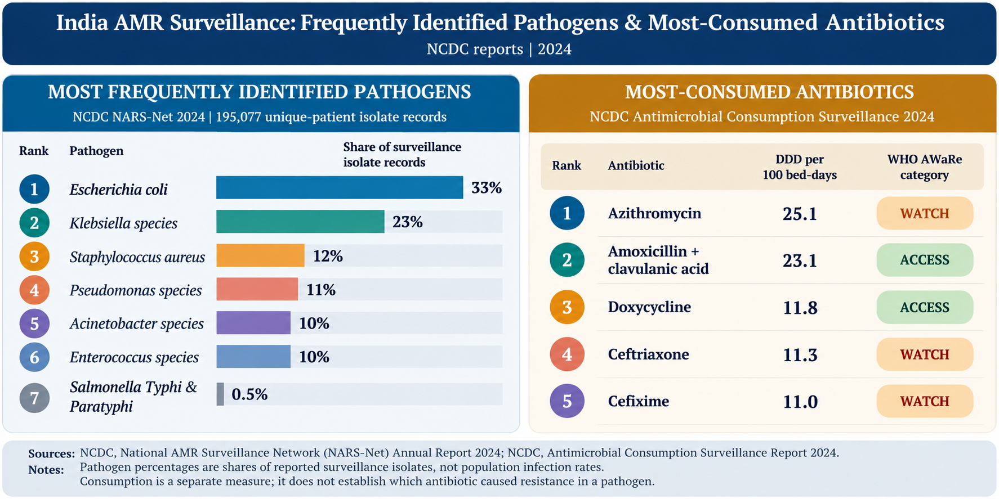 India AMR Surveillance: Frequently Identified Pathogens & Most-Consumed Antibiotics
NCDC reports | 2024
MOST FREQUENTLY IDENTIFIED PATHOGENS
NCDC NARS-Net 2024 | 195,077 unique-patient isolate records
Rank Pathogen Share of surveillance
isolate records
1 Escherichia coli 33%
2 Klebsiella species 23%
3 Staphylococcus aureus 12%
4 Pseudomonas species 11%
5 Acinetobacter species 10%
6 Enterococcus species 10%
7 Salmonella Typhi &
Paratyphi 0.5%
MOST-CONSUMED ANTIBIOTICS
NCDC Antimicrobial Consumption Surveillance 2024
Rank Antibiotic DDD per
100 bed-days WHO AWaRe
category
1 Azithromycin 25.1 WATCH
2 Amoxicillin +
clavulanic acid 23.1 ACCESS
3 Doxycycline 11.8 ACCESS
4 Ceftriaxone 11.3 WATCH
5 Cefixime 11.0 WATCH
Sources: NCDC, National AMR Surveillance Network (NARS-Net) Annual Report 2024; NCDC, Antimicrobial Consumption Surveillance Report 2024.
Notes: Pathogen percentages are shares of reported surveillance isolates, not population infection rates.
Consumption is a separate measure; it does not establish which antibiotic caused resistance in a pathogen.